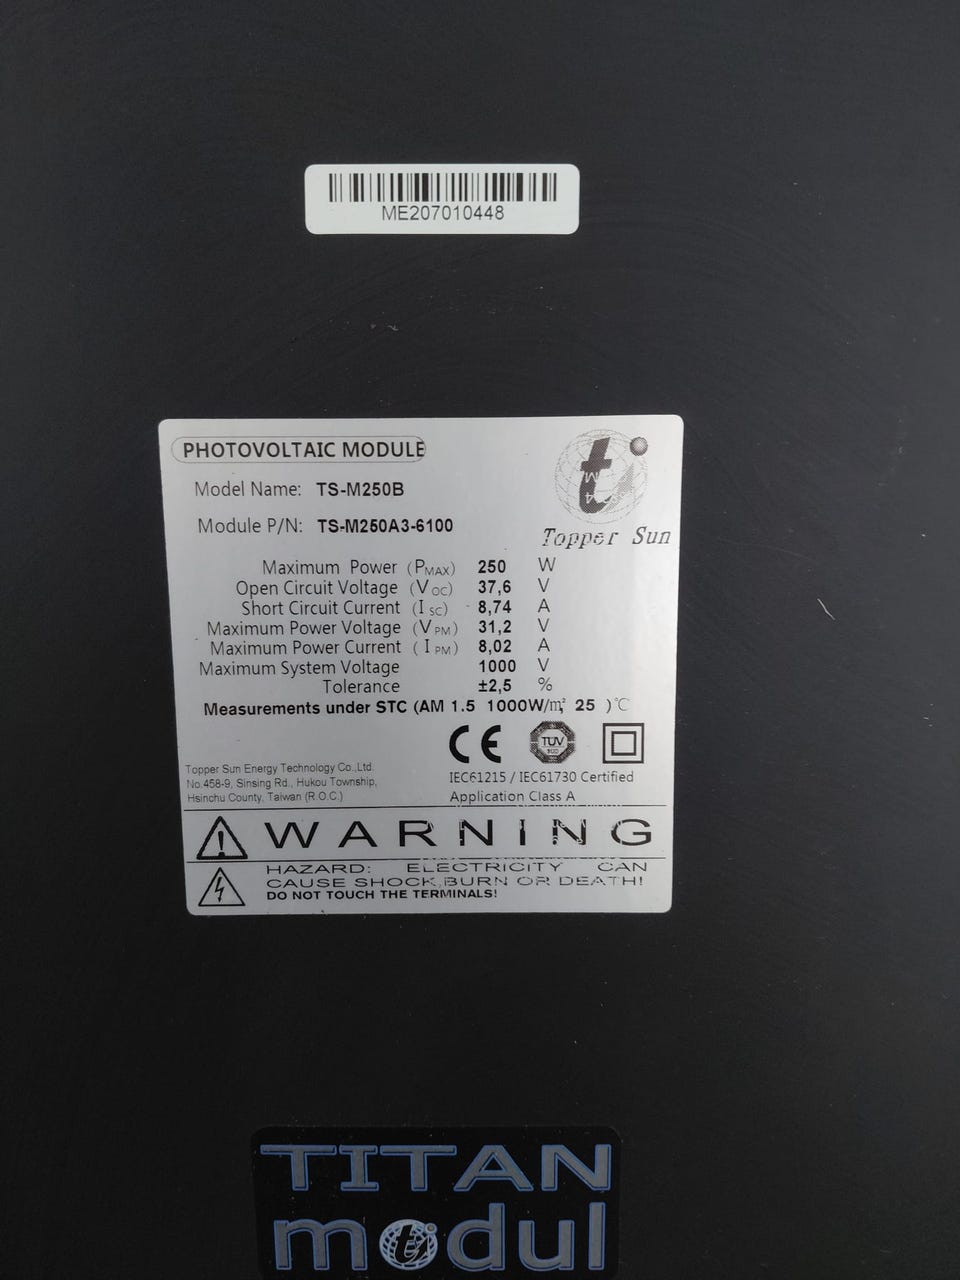 ME207010448
PHOTOVOLTAIC MODULE
Model Name: TS-M250B
Module P/N: TS-M250A3-6100
Topper Sun
Maximum Power (PMAX) 250 W
Open Circuit Voltage (VOC) 37,6 V
Short Circuit Current (ISC) 8,74 A
Maximum Power Voltage (VPM) 31,2 V
Maximum Power Current (IPM) 8,02 A
Maximum System Voltage 1000 V
Tolerance ±2,5 %
Measurements under STC (AM 1.5 1000W/m², 25 )℃
CE TÜV SÜD
IEC61215 / IEC61730 Certified
Application Class A
Topper Sun Energy Technology Co.,Ltd.
No.458-9, Sinsing Rd., Hukou Township,
Hsinchu County, Taiwan (R.O.C.)
WARNING
HAZARD: ELECTRICITY CAN
CAUSE SHOCK,BURN OR DEATH!
DO NOT TOUCH THE TERMINALS!
TITAN
modul